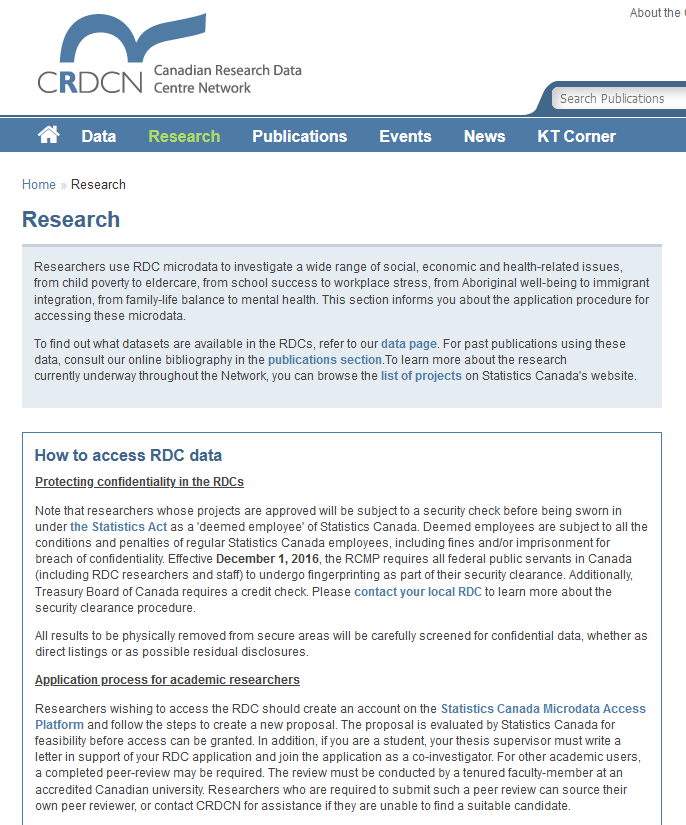 About the
CRDCN Canadian Research Data
Centre Network
Search Publications
Data Research Publications Events News KT Corner
Home » Research
Research
Researchers use RDC microdata to investigate a wide range of social, economic and health-related issues,
from child poverty to eldercare, from school success to workplace stress, from Aboriginal well-being to immigrant
integration, from family-life balance to mental health. This section informs you about the application procedure for
accessing these microdata.
To find out what datasets are available in the RDCs, refer to our data page. For past publications using these
data, consult our online bibliography in the publications section.To learn more about the research
currently underway throughout the Network, you can browse the list of projects on Statistics Canada's website.
How to access RDC data
Protecting confidentiality in the RDCs
Note that researchers whose projects are approved will be subject to a security check before being sworn in
under the Statistics Act as a 'deemed employee' of Statistics Canada. Deemed employees are subject to all the
conditions and penalties of regular Statistics Canada employees, including fines and/or imprisonment for
breach of confidentiality. Effective December 1, 2016, the RCMP requires all federal public servants in Canada
(including RDC researchers and staff) to undergo fingerprinting as part of their security clearance. Additionally,
Treasury Board of Canada requires a credit check. Please contact your local RDC to learn more about the
security clearance procedure.
All results to be physically removed from secure areas will be carefully screened for confidential data, whether as
direct listings or as possible residual disclosures.
Application process for academic researchers
Researchers wishing to access the RDC should create an account on the Statistics Canada Microdata Access
Platform and follow the steps to create a new proposal. The proposal is evaluated by Statistics Canada for
feasibility before access can be granted. In addition, if you are a student, your thesis supervisor must write a
letter in support of your RDC application and join the application as a co-investigator. For other academic users,
a completed peer-review may be required. The review must be conducted by a tenured faculty-member at an
accredited Canadian university. Researchers who are required to submit such a peer review can source their
own peer reviewer, or contact CRDCN for assistance if they are unable to find a suitable candidate.